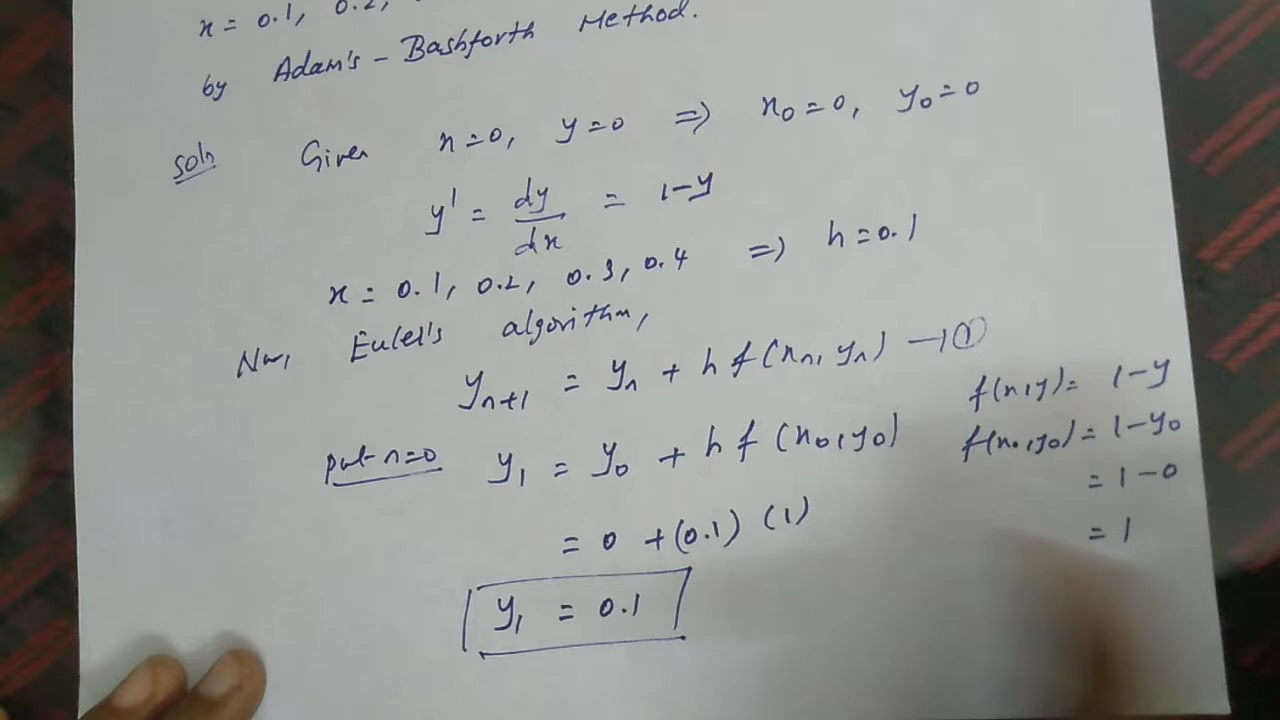 x = 0.1, 0.2,
by Adam's - Bashforth Method.
Soln Given x=0, y=0 => x₀=0, y₀=0
y' = dy/dx = 1-y
x = 0.1, 0.2, 0.3, 0.4 => h=0.1
Now, Euler's algorithm,
yₙ₊₁ = yₙ + h f(xₙ, yₙ) —①
f(x,y) = 1-y
put n=0 y₁ = y₀ + h f(x₀,y₀)
f(x₀,y₀) = 1-y₀
= 1-0
= 0 + (0.1) (1)
= 1
y₁ = 0.1